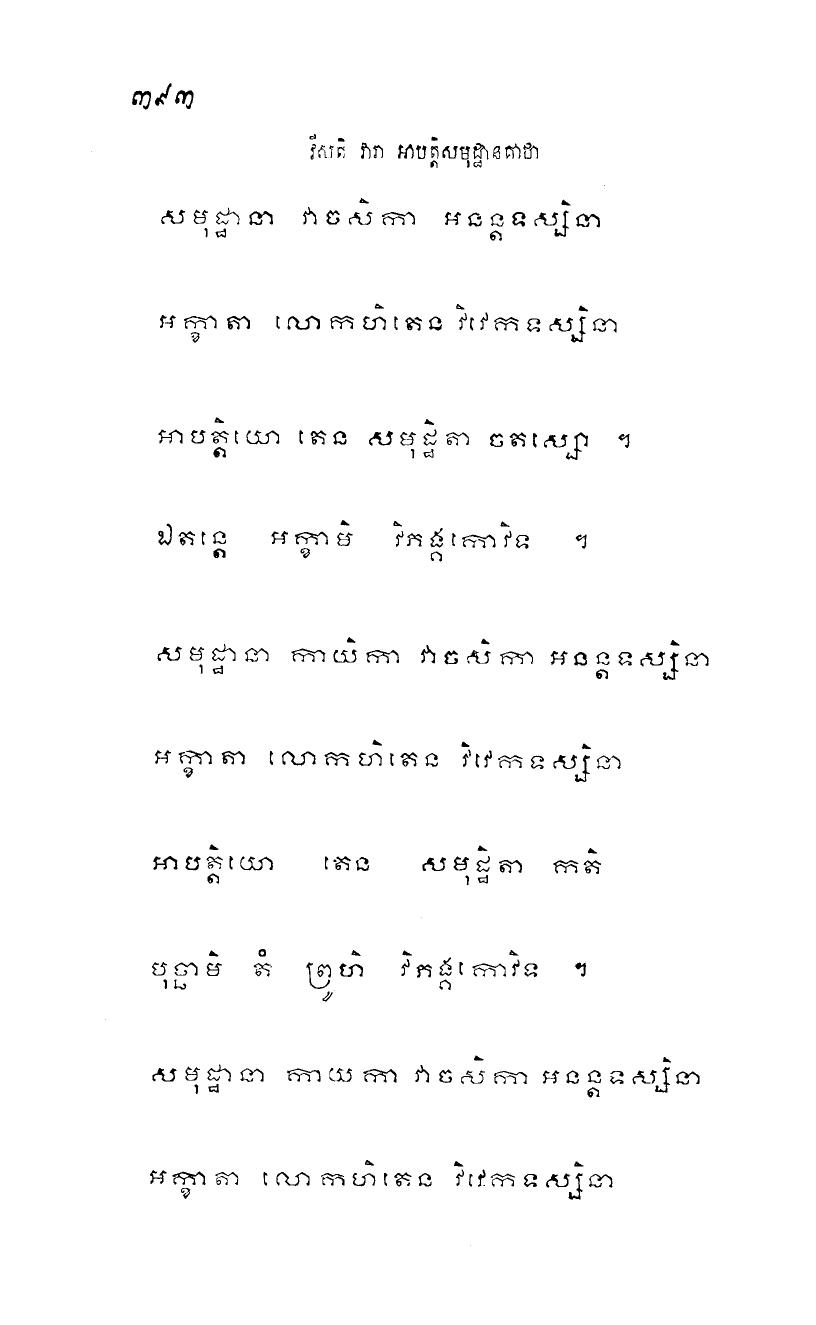 ៣៩៣
វីសតិ វារា អាបត្តិសមុដ្ឋានគាថា
សមុដ្ឋានា វាចសិកា អនន្តទស្សិនា
អក្ខាតា លោកហិតេន វិវេកទស្សិនា
អាបត្តិយោ តេន សមុដ្ឋិតា ចតស្សោ ។
ឯតន្តេ អក្ខាមិ វិភង្គកោវិទ ។
សមុដ្ឋានា កាយិកា វាចសិកា អនន្តទស្សិនា
អក្ខាតា លោកហិតេន វិវេកទស្សិនា
អាបត្តិយោ តេន សមុដ្ឋិតា កតិ
បុច្ឆាមិ តំ ព្រូហិ វិភង្គកោវិទ ។
សមុដ្ឋានា កាយកា វាចសិកា អនន្តទស្សិនា
អក្ខាតា លោកហិតេន វិវេកទស្សិនា